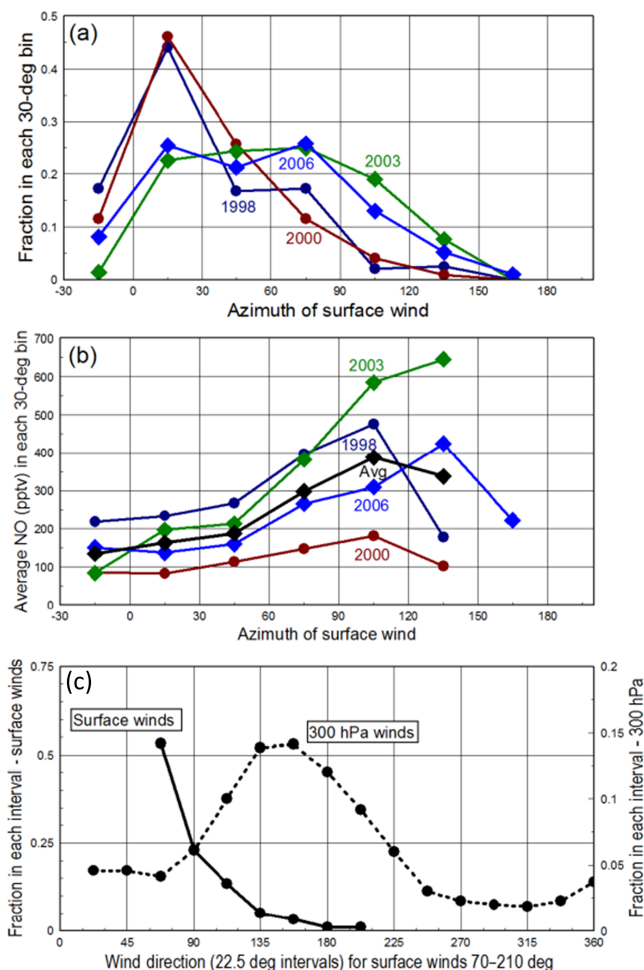 (a)
Fraction in each 30-deg bin
0.5
0.4
0.3
0.2
0.1
0
2006
2003
1998
2000
-30 0 30 60 90 120 150 180
Azimuth of surface wind
(b)
Average NO (pptv) in each 30-deg bin
700
600
500
400
300
200
100
0
2003
1998
Avg
2006
2000
-30 0 30 60 90 120 150 180
Azimuth of surface wind
(c)
Fraction in each interval - surface winds
0.75
0.5
0.25
0
Surface winds
300 hPa winds
0.2
0.15
0.1
0.05
0
Fraction in each interval - 300 hPa
0 45 90 135 180 225 270 315 360
Wind direction (22.5 deg intervals) for surface winds 70–210 deg